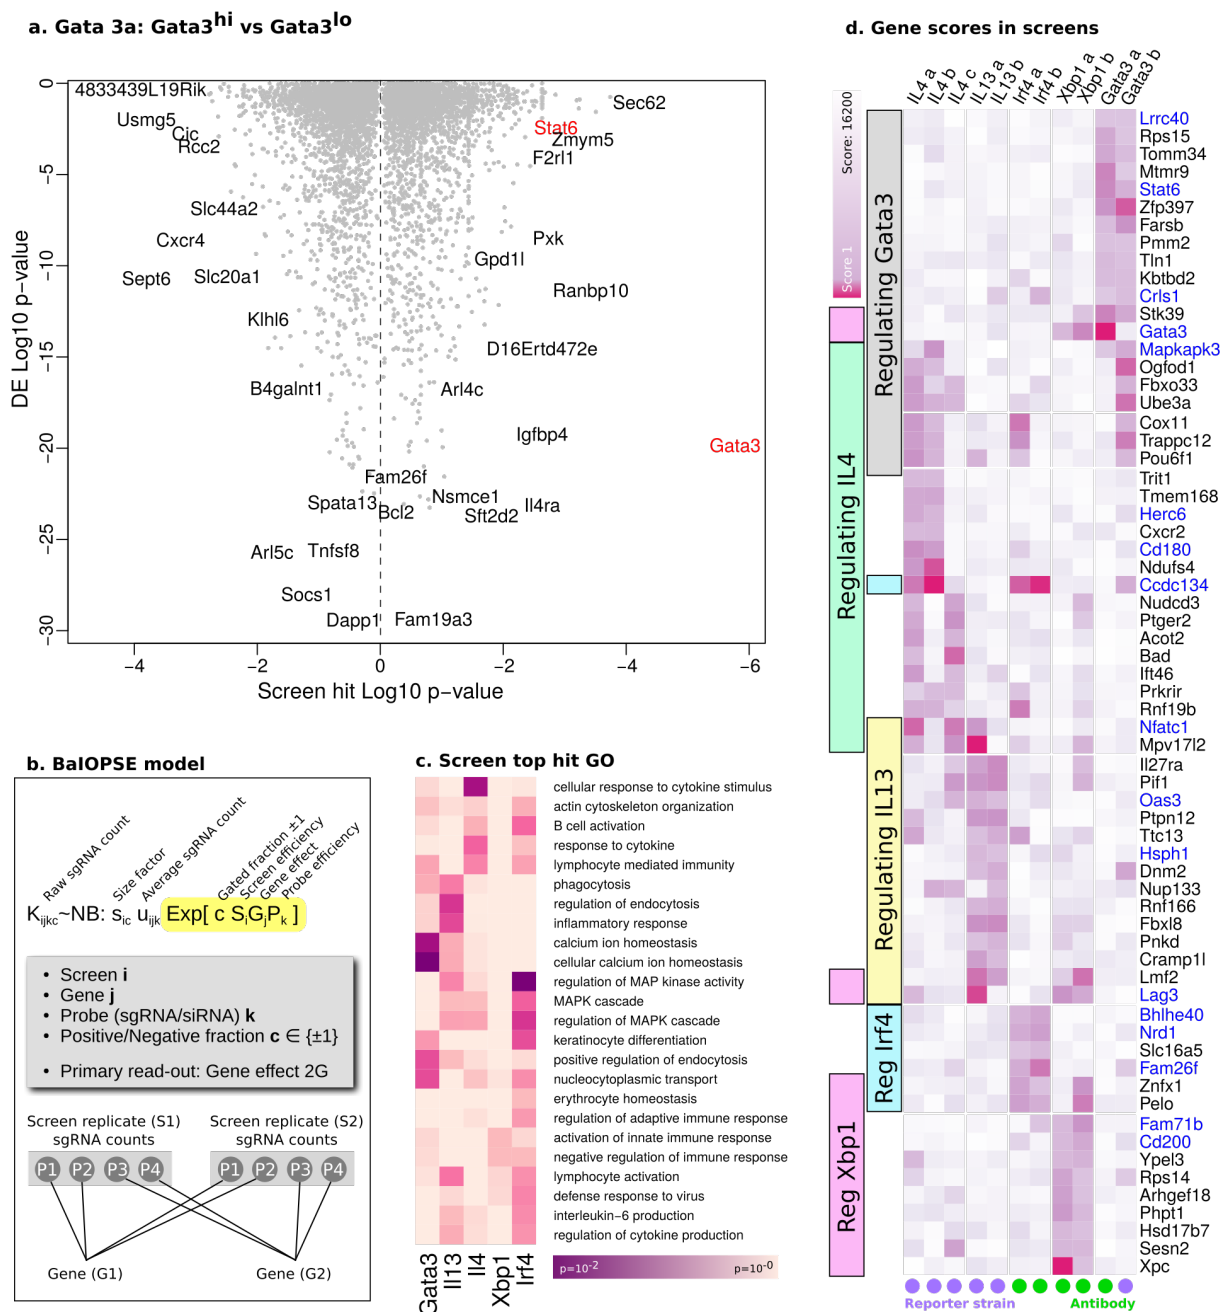 a. Gata 3a: Gata3hi vs Gata3lo
DE Log10 p-value
0
−5
−10
−15
−20
−25
−30
4833439L19Rik
Usmg5
Cic
Rcc2
Sec62
Stat6
Zmym5
F2rl1
Slc44a2
Cxcr4
Pxk
Gpd1l
Sept6
Slc20a1
Ranbp10
Klhl6
D16Ertd472e
B4galnt1
Arl4c
Igfbp4
Gata3
Fam26f
Spata13
Nsmce1
Il4ra
Bcl2
Sft2d2
Arl5c
Tnfsf8
Socs1
Dapp1
Fam19a3
−4
−2
0
−2
−4
−6
Screen hit Log10 p−value
b. BaIOPSE model
Raw sgRNA count
Size factor
Average sgRNA count
Gated fraction ±1
Screen efficiency
Gene effect
Probe efficiency
Kijkc~NB: sic uijk Exp[ c SiGjPk ]
• Screen i
• Gene j
• Probe (sgRNA/siRNA) k
• Positive/Negative fraction c ∈ {±1}
• Primary read-out: Gene effect 2G
Screen replicate (S1)
sgRNA counts
Screen replicate (S2)
sgRNA counts
P1 P2 P3 P4
P1 P2 P3 P4
Gene (G1)
Gene (G2)
c. Screen top hit GO
cellular response to cytokine stimulus
actin cytoskeleton organization
B cell activation
response to cytokine
lymphocyte mediated immunity
phagocytosis
regulation of endocytosis
inflammatory response
calcium ion homeostasis
cellular calcium ion homeostasis
regulation of MAP kinase activity
MAPK cascade
regulation of MAPK cascade
keratinocyte differentiation
positive regulation of endocytosis
nucleocytoplasmic transport
erythrocyte homeostasis
regulation of adaptive immune response
activation of innate immune response
negative regulation of immune response
lymphocyte activation
defense response to virus
interleukin−6 production
regulation of cytokine production
Gata3
Il13
Il4
Xbp1
Irf4
p=10-2
p=10-0
d. Gene scores in screens
IL4 a
IL4 b
IL4 c
IL13 a
IL13 b
Irf4 a
Irf4 b
Xbp1 a
Xbp1 b
Gata3 a
Gata3 b
Score: 16200
Score 1
Regulating Gata3
Regulating IL4
Regulating IL13
Reg Irf4
Reg Xbp1
Lrrc40
Rps15
Tomm34
Mtmr9
Stat6
Zfp397
Farsb
Pmm2
Tln1
Kbtbd2
Crls1
Stk39
Gata3
Mapkapk3
Ogfod1
Fbxo33
Ube3a
Cox11
Trappc12
Pou6f1
Trit1
Tmem168
Herc6
Cxcr2
Cd180
Ndufs4
Ccdc134
Nudcd3
Ptger2
Acot2
Bad
Ift46
Prkrir
Rnf19b
Nfatc1
Mpv17l2
Il27ra
Pif1
Oas3
Ptpn12
Ttc13
Hsph1
Dnm2
Nup133
Rnf166
Fbxl8
Pnkd
Cramp1l
Lmf2
Lag3
Bhlhe40
Nrd1
Slc16a5
Fam26f
Znfx1
Pelo
Fam71b
Cd200
Ypel3
Rps14
Arhgef18
Phpt1
Hsd17b7
Sesn2
Xpc
Reporter strain
Antibody